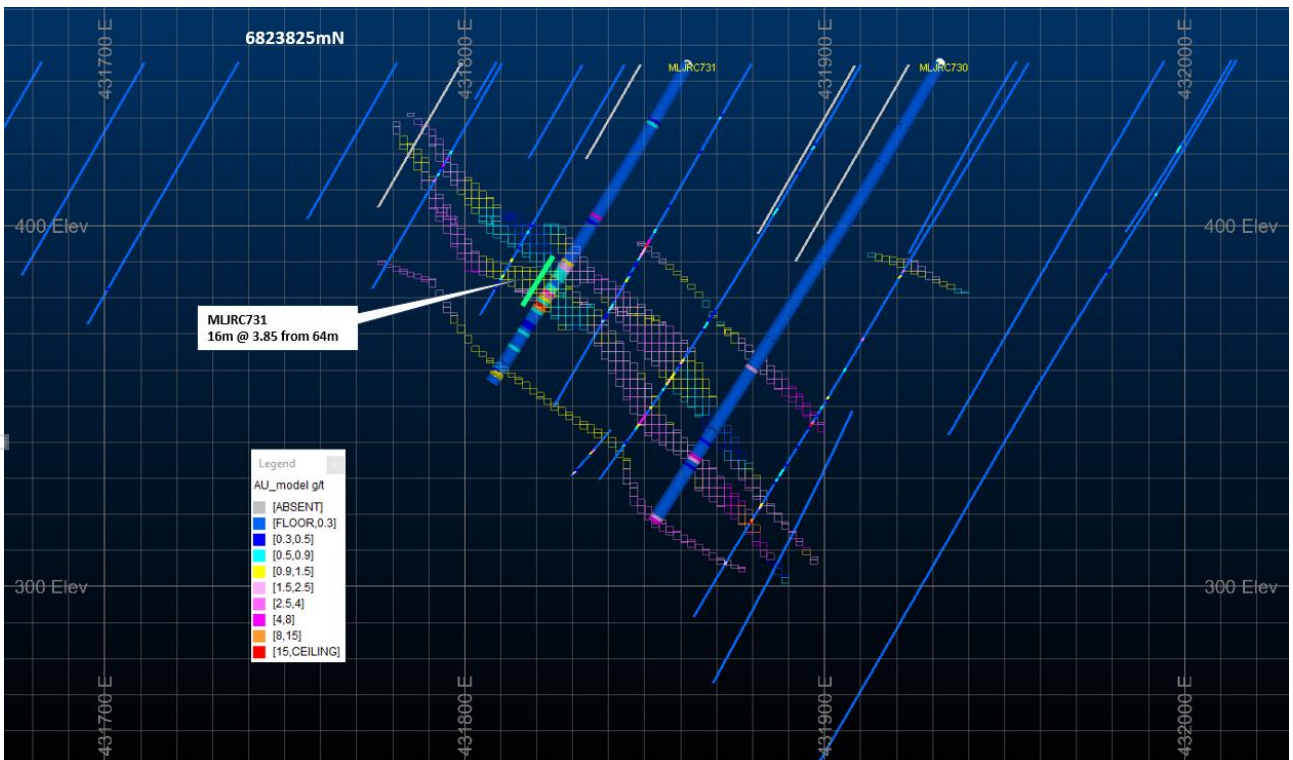 6823825mN
431700 E
431800 E
431900 E
432000 E
MLJRC731
MLJRC730
400 Elev
400 Elev
MLJRC731
16m @ 3.85 from 64m
Legend
AU_model g/t
[ABSENT]
[FLOOR,0.3]
[0.3,0.5]
[0.5,0.9]
[0.9,1.5]
[1.5,2.5]
[2.5,4]
[4,8]
[8,15]
[15,CEILING]
300 Elev
300 Elev
431700 E
431800 E
431900 E
432000 E